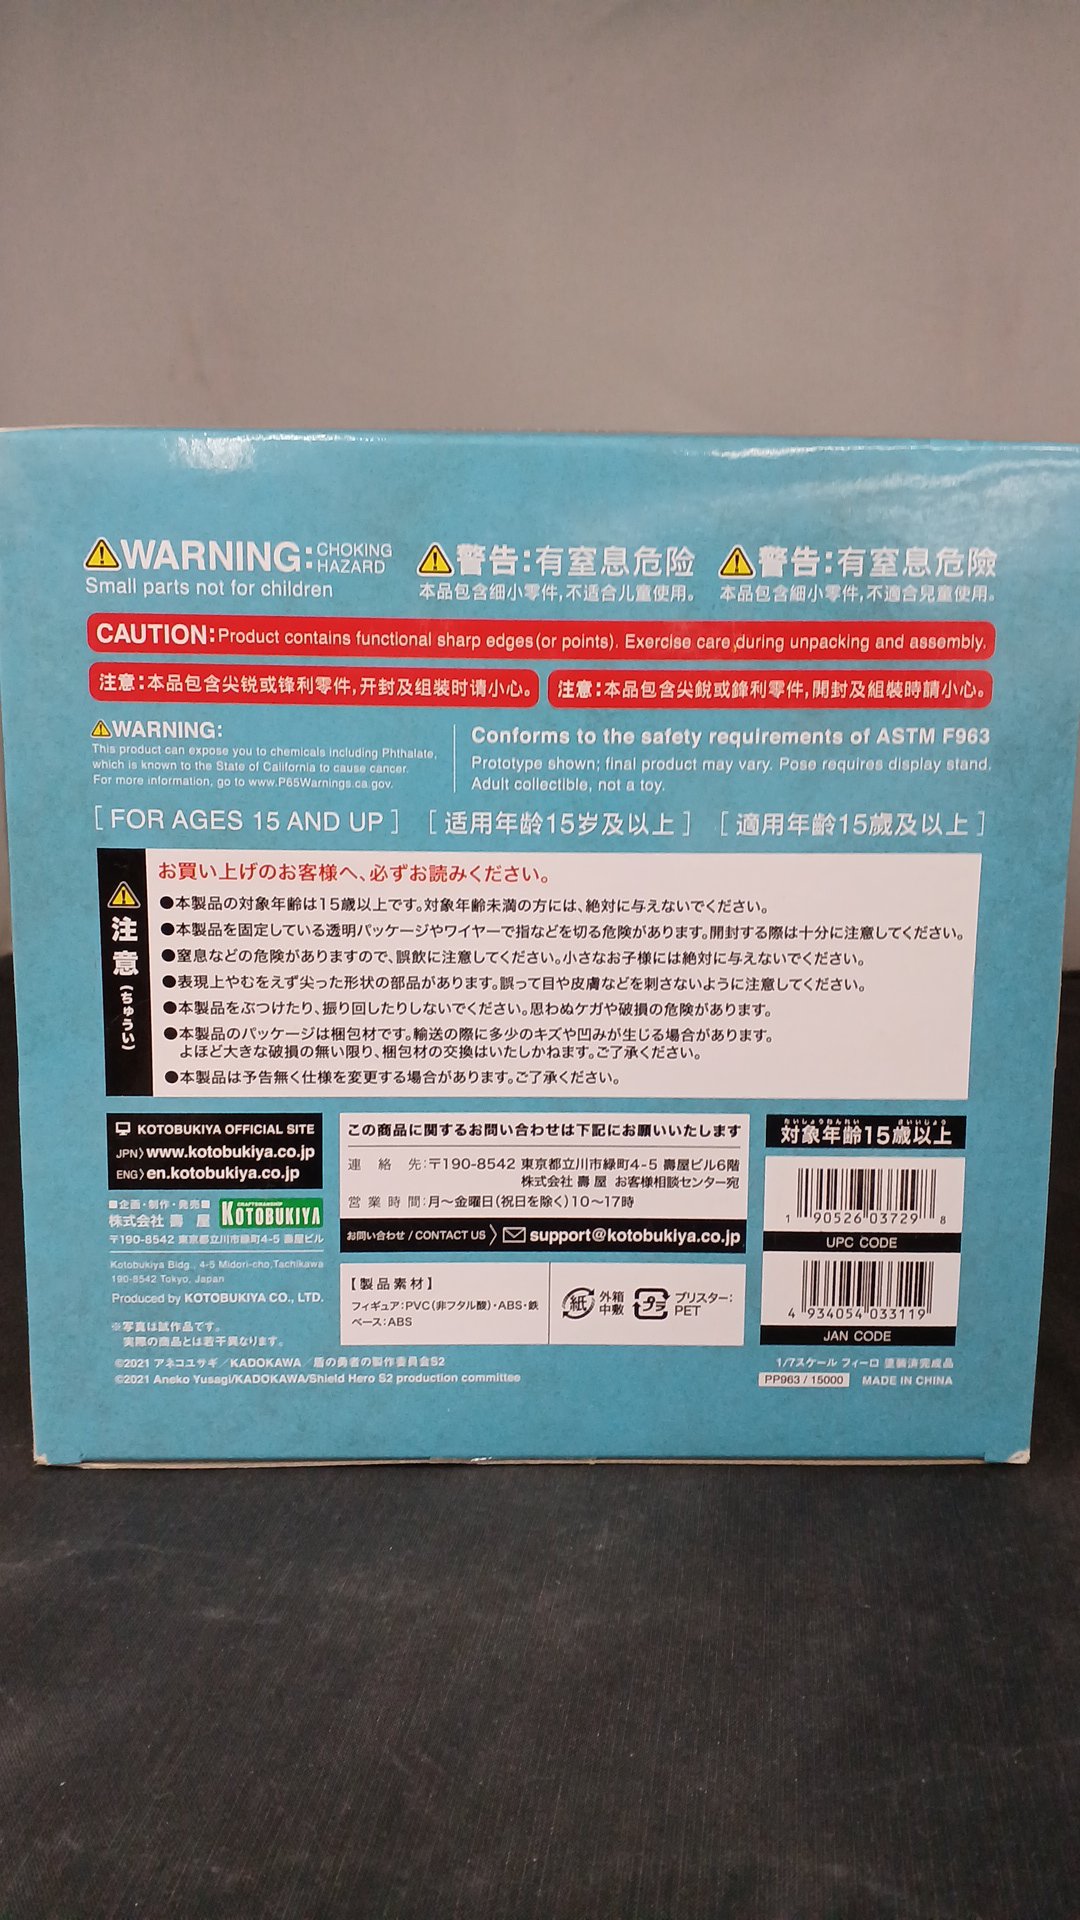 WARNING: CHOKING HAZARD
Small parts not for children
警告:有窒息危险
本品包含细小零件,不适合儿童使用。
警告:有窒息危險
本品包含細小零件,不適合兒童使用。
CAUTION: Product contains functional sharp edges (or points). Exercise care during unpacking and assembly.
注意:本品包含尖锐或锋利零件,开封及组装时请小心。
注意:本品包含尖銳或鋒利零件,開封及組裝時請小心。
WARNING:
This product can expose you to chemicals including Phthalate,
which is known to the State of California to cause cancer.
For more information, go to www.P65Warnings.ca.gov.
Conforms to the safety requirements of ASTM F963
Prototype shown; final product may vary. Pose requires display stand.
Adult collectible, not a toy.
[ FOR AGES 15 AND UP ]
[ 适用年龄15岁及以上 ]
[ 適用年齡15歲及以上 ]
注意(ちゅうい)
お買い上げのお客様へ、必ずお読みください。
●本製品の対象年齢は15歳以上です。対象年齢未満の方には、絶対に与えないでください。
●本製品を固定している透明パッケージやワイヤーで指などを切る危険があります。開封する際は十分に注意してください。
●窒息などの危険がありますので、誤飲に注意してください。小さなお子様には絶対に与えないでください。
●表現上やむをえず尖った形状の部品があります。誤って目や皮膚などを刺さないように注意してください。
●本製品をぶつけたり、振り回したりしないでください。思わぬケガや破損の危険があります。
●本製品のパッケージは梱包材です。輸送の際に多少のキズや凹みが生じる場合があります。
よほど大きな破損の無い限り、梱包材の交換はいたしかねます。ご了承ください。
●本製品は予告無く仕様を変更する場合があります。ご了承ください。
KOTOBUKIYA OFFICIAL SITE
JPN〉www.kotobukiya.co.jp
ENG〉en.kotobukiya.co.jp
■企画・制作・発売■
株式会社 壽 屋
CRAFTSMANSHIP
KOTOBUKIYA
〒190-8542 東京都立川市緑町4-5 壽屋ビル
Kotobukiya Bldg., 4-5 Midori-cho,Tachikawa
190-8542 Tokyo, Japan
Produced by KOTOBUKIYA CO., LTD.
※写真は試作品です。
実際の商品とは若干異なります。
この商品に関するお問い合わせは下記にお願いいたします
連絡先:〒190-8542 東京都立川市緑町4-5 壽屋ビル6階
株式会社 壽屋 お客様相談センター宛
営業時間:月〜金曜日(祝日を除く)10〜17時
お問い合わせ / CONTACT US 〉 support@kotobukiya.co.jp
【製品素材】
フィギュア:PVC(非フタル酸)・ABS・鉄
ベース:ABS
紙 外箱
中敷
プラ ブリスター:
PET
たいしょうねんれい さいいじょう
対象年齢15歳以上
1 90526 03729 8
UPC CODE
4 934054 033119
JAN CODE
©2021 アネコユサギ/KADOKAWA/盾の勇者の製作委員会S2
©2021 Aneko Yusagi/KADOKAWA/Shield Hero S2 production committee
1/7スケール フィーロ 塗装済完成品
PP963 / 15000
MADE IN CHINA